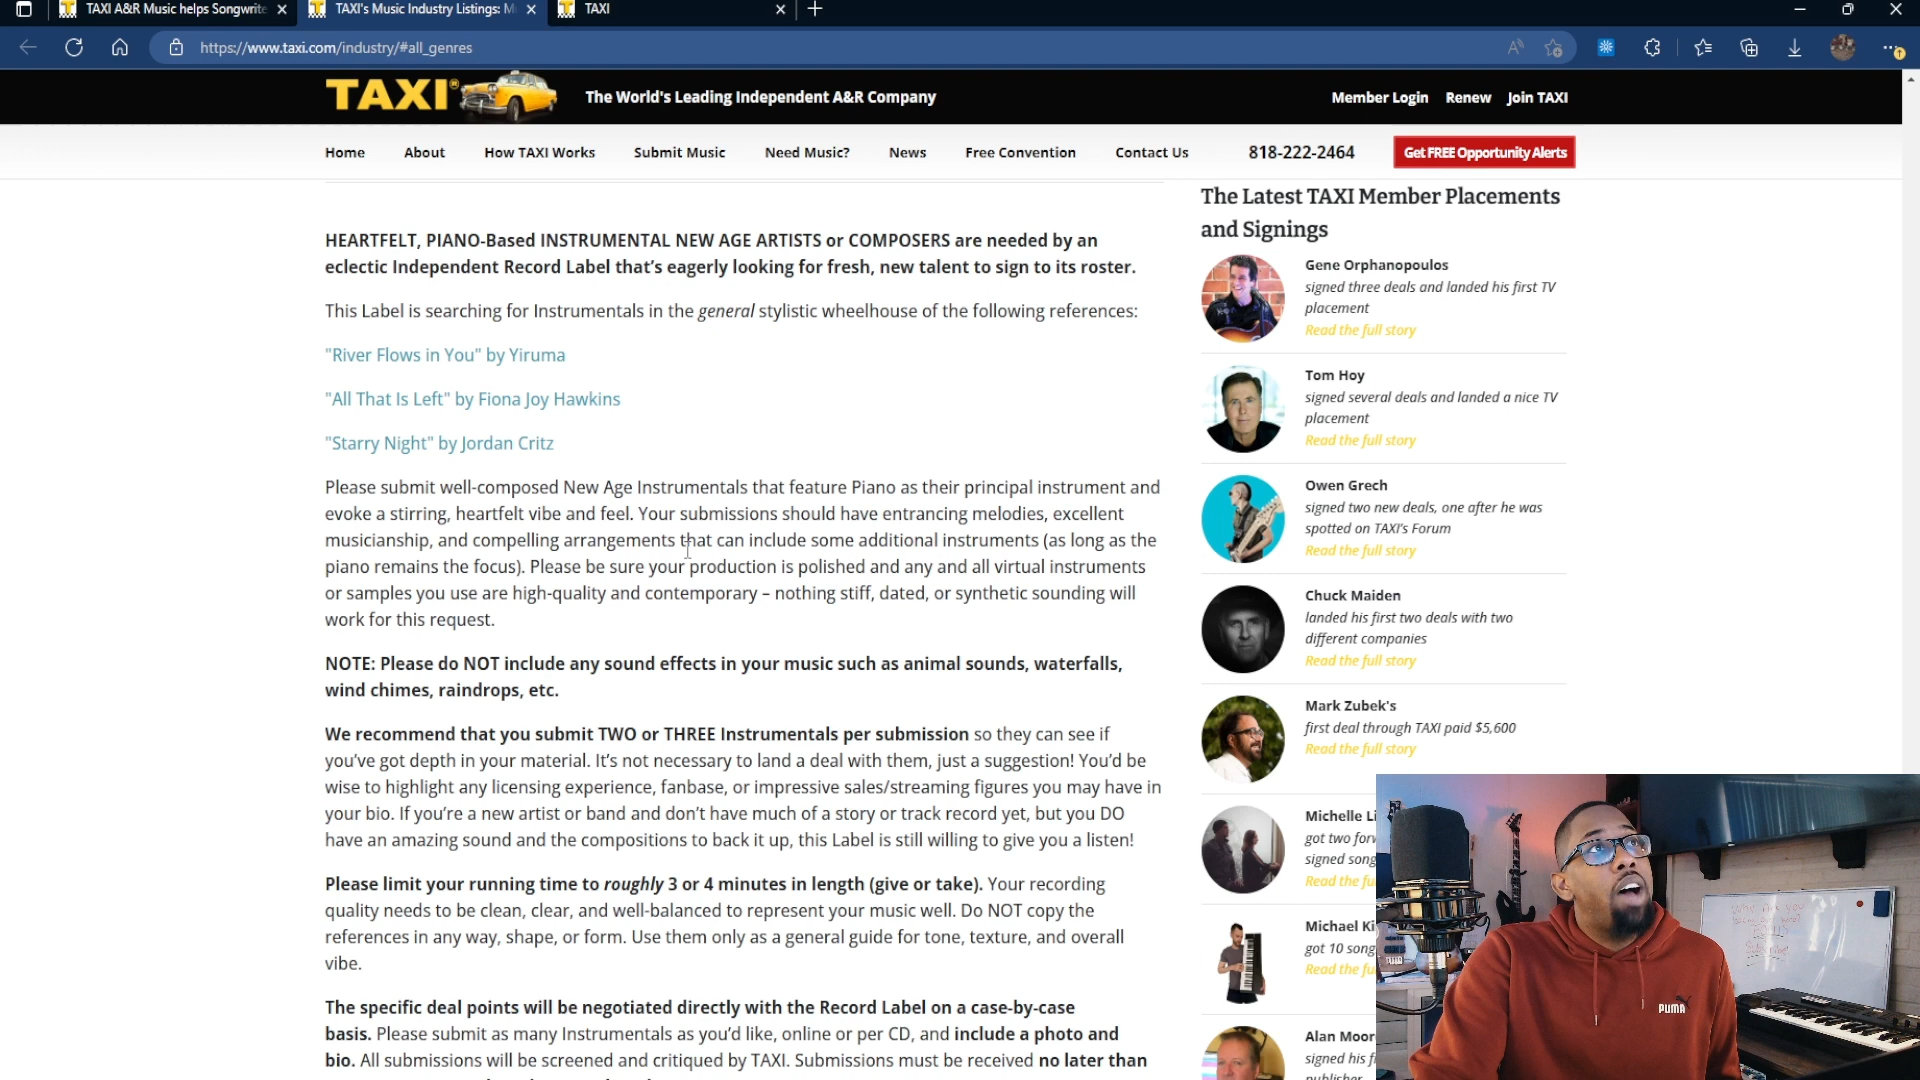 TAXI A&R Music helps Songwrite
TAXI's Music Industry Listings: M
TAXI
https://www.taxi.com/industry/#all_genres
TAXI®
The World's Leading Independent A&R Company
Member Login Renew Join TAXI
Home About How TAXI Works Submit Music Need Music? News Free Convention Contact Us 818-222-2464 Get FREE Opportunity Alerts
HEARTFELT, PIANO-Based INSTRUMENTAL NEW AGE ARTISTS or COMPOSERS are needed by an
eclectic Independent Record Label that's eagerly looking for fresh, new talent to sign to its roster.
This Label is searching for Instrumentals in the general stylistic wheelhouse of the following references:
"River Flows in You" by Yiruma
"All That Is Left" by Fiona Joy Hawkins
"Starry Night" by Jordan Critz
Please submit well-composed New Age Instrumentals that feature Piano as their principal instrument and
evoke a stirring, heartfelt vibe and feel. Your submissions should have entrancing melodies, excellent
musicianship, and compelling arrangements that can include some additional instruments (as long as the
piano remains the focus). Please be sure your production is polished and any and all virtual instruments
or samples you use are high-quality and contemporary – nothing stiff, dated, or synthetic sounding will
work for this request.
NOTE: Please do NOT include any sound effects in your music such as animal sounds, waterfalls,
wind chimes, raindrops, etc.
We recommend that you submit TWO or THREE Instrumentals per submission so they can see if
you've got depth in your material. It's not necessary to land a deal with them, just a suggestion! You'd be
wise to highlight any licensing experience, fanbase, or impressive sales/streaming figures you may have in
your bio. If you're a new artist or band and don't have much of a story or track record yet, but you DO
have an amazing sound and the compositions to back it up, this Label is still willing to give you a listen!
Please limit your running time to roughly 3 or 4 minutes in length (give or take). Your recording
quality needs to be clean, clear, and well-balanced to represent your music well. Do NOT copy the
references in any way, shape, or form. Use them only as a general guide for tone, texture, and overall
vibe.
The specific deal points will be negotiated directly with the Record Label on a case-by-case
basis. Please submit as many Instrumentals as you'd like, online or per CD, and include a photo and
bio. All submissions will be screened and critiqued by TAXI. Submissions must be received no later than
The Latest TAXI Member Placements
and Signings
Gene Orphanopoulos
signed three deals and landed his first TV
placement
Read the full story
Tom Hoy
signed several deals and landed a nice TV
placement
Read the full story
Owen Grech
signed two new deals, one after he was
spotted on TAXI's Forum
Read the full story
Chuck Maiden
landed his first two deals with two
different companies
Read the full story
Mark Zubek's
first deal through TAXI paid $5,600
Read the full story
Michelle Li
got two for
signed song
Read the fu
Michael Ki
got 10 song
Read the fu
Alan Moor
signed his fi
publisher
PUMA